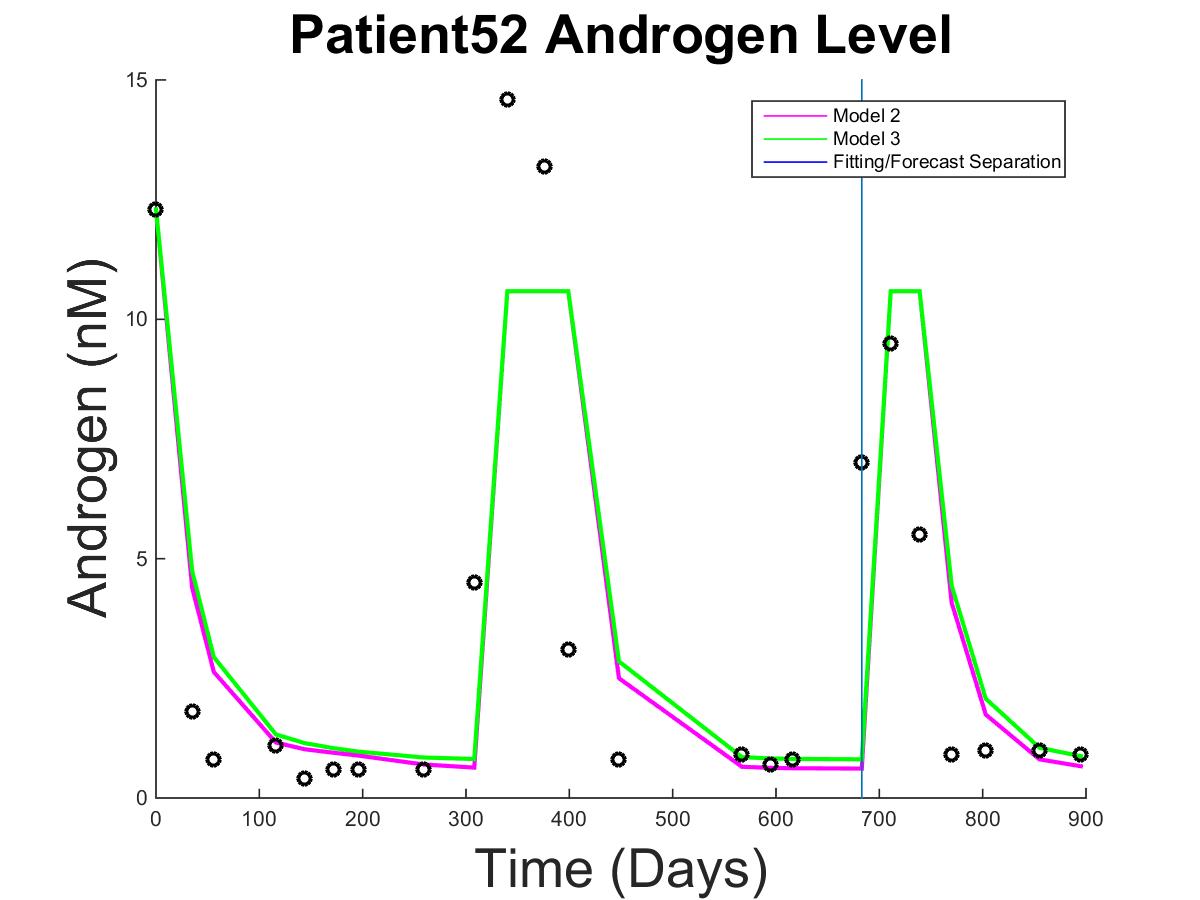 Patient52 Androgen Level
Model 2
Model 3
Fitting/Forecast Separation
15
10
5
0
Androgen (nM)
0 100 200 300 400 500 600 700 800 900
Time (Days)